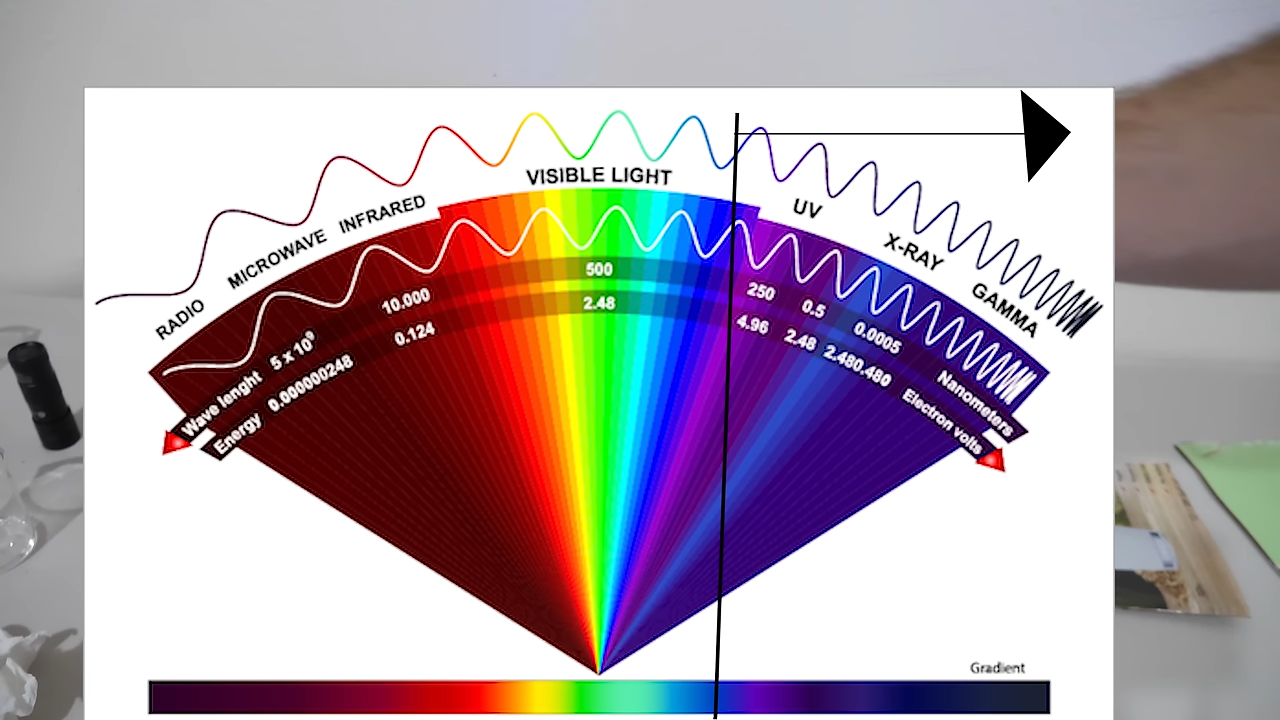 VISIBLE LIGHT
RADIO
MICROWAVE
INFRARED
UV
X-RAY
GAMMA
Wave lenght
5 x 10⁹
10.000
500
250
0.5
0.0005
Nanometers
Energy
0.000000248
0.124
2.48
4.96
2.48
2.480.480
Electron volts
Gradient